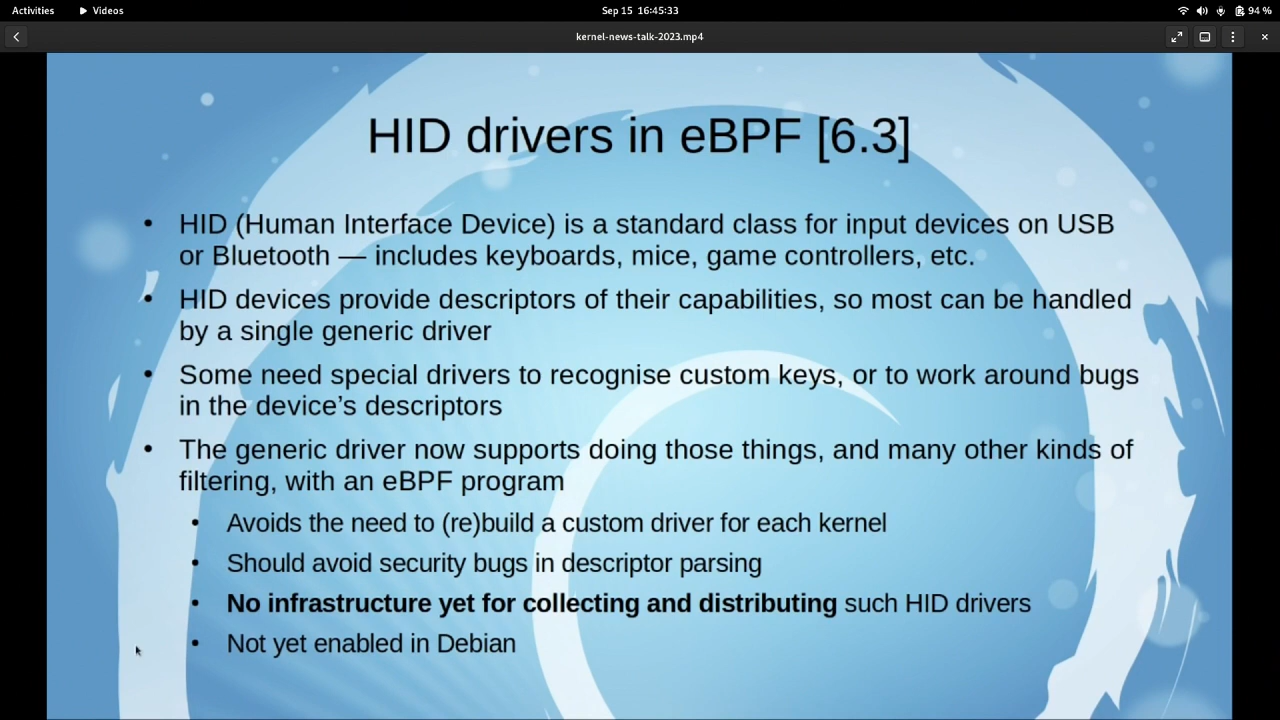 Activities Videos Sep 15 16:45:33 94 %
kernel-news-talk-2023.mp4
HID drivers in eBPF [6.3]
• HID (Human Interface Device) is a standard class for input devices on USB
or Bluetooth — includes keyboards, mice, game controllers, etc.
• HID devices provide descriptors of their capabilities, so most can be handled
by a single generic driver
• Some need special drivers to recognise custom keys, or to work around bugs
in the device’s descriptors
• The generic driver now supports doing those things, and many other kinds of
filtering, with an eBPF program
• Avoids the need to (re)build a custom driver for each kernel
• Should avoid security bugs in descriptor parsing
• No infrastructure yet for collecting and distributing such HID drivers
• Not yet enabled in Debian